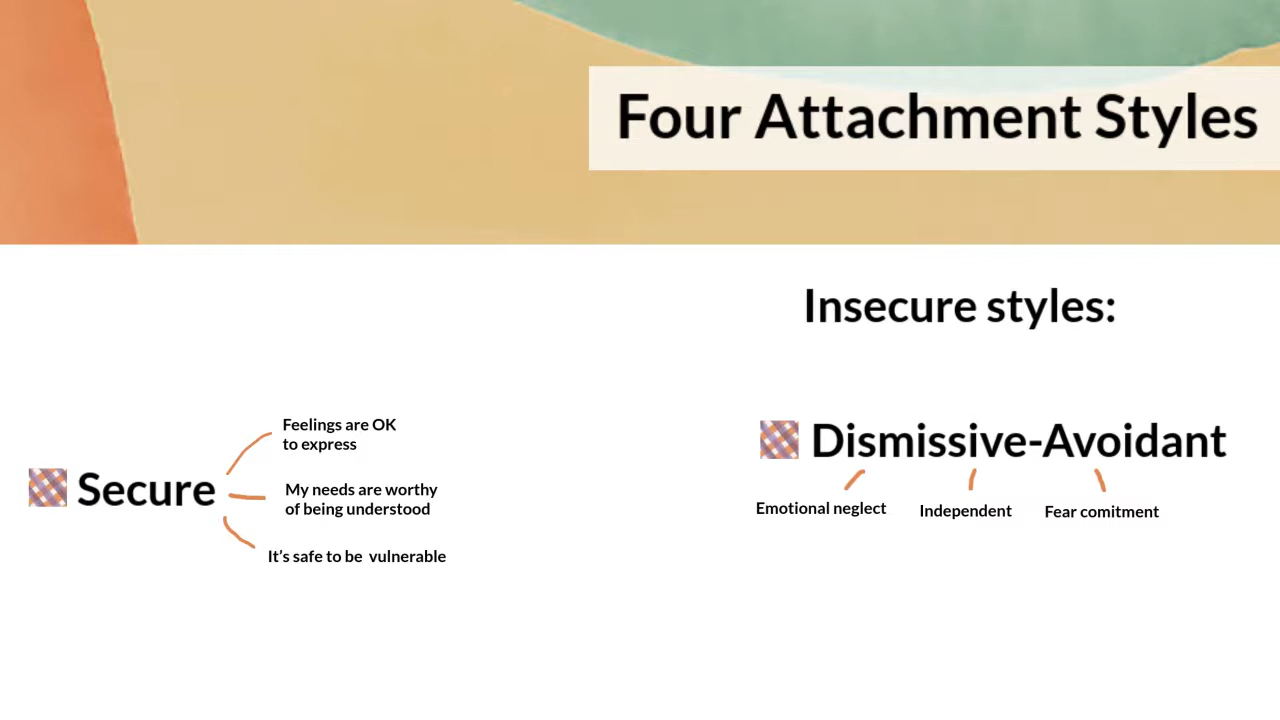 Four Attachment Styles
Insecure styles:
Secure
Feelings are OK
to express
My needs are worthy
of being understood
It's safe to be  vulnerable
Dismissive-Avoidant
Emotional neglect
Independent
Fear comitment